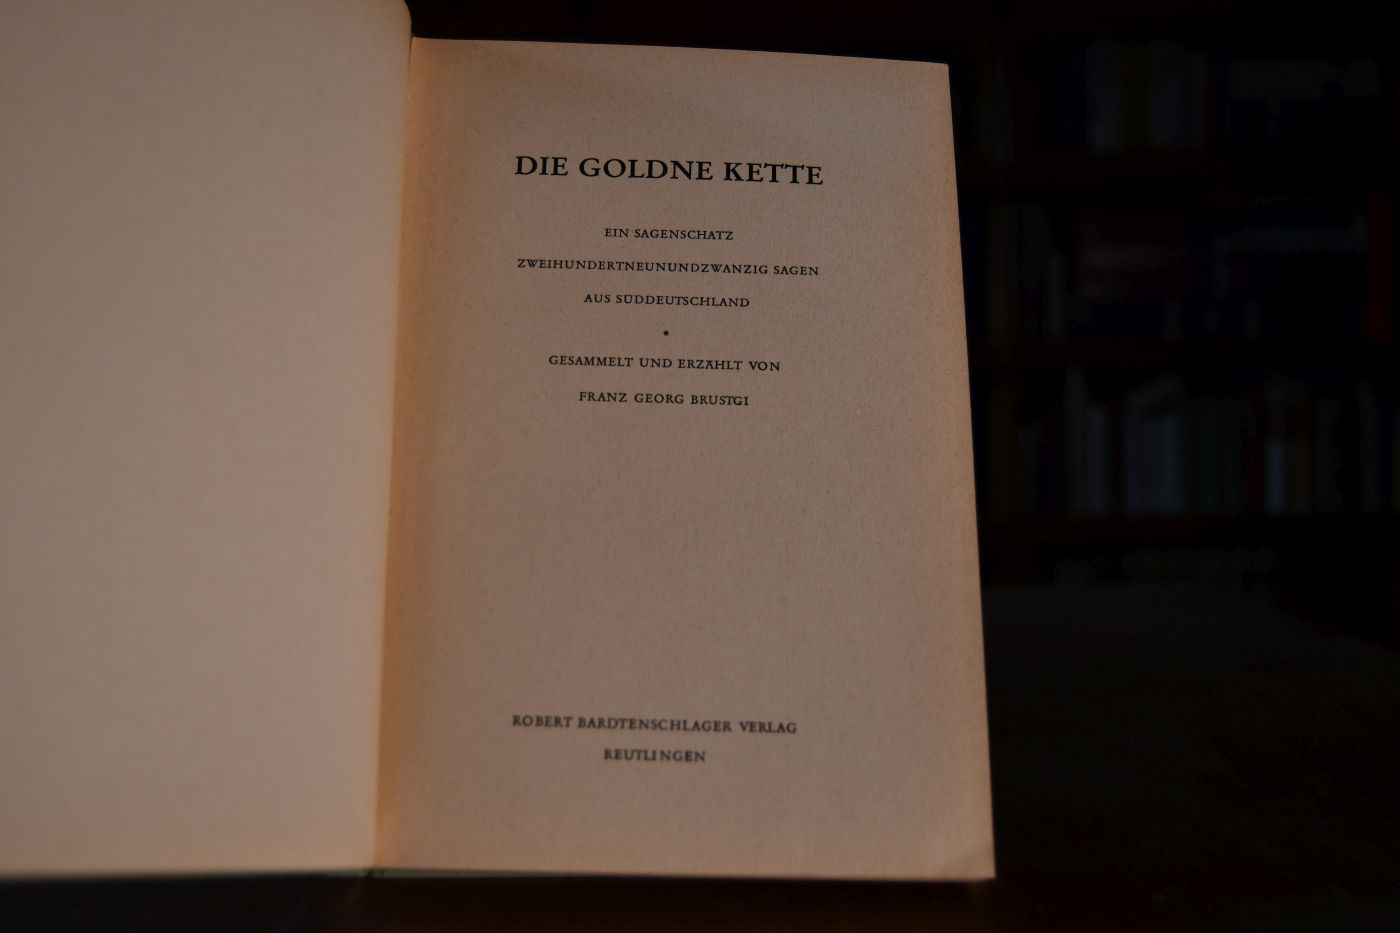 DIE GOLDNE KETTE
EIN SAGENSCHATZ
ZWEIHUNDERTNEUNUNDZWANZIG SAGEN
AUS SÜDDEUTSCHLAND
*
GESAMMELT UND ERZÄHLT VON
FRANZ GEORG BRUSTGI
ROBERT BARDTENSCHLAGER VERLAG
REUTLINGEN